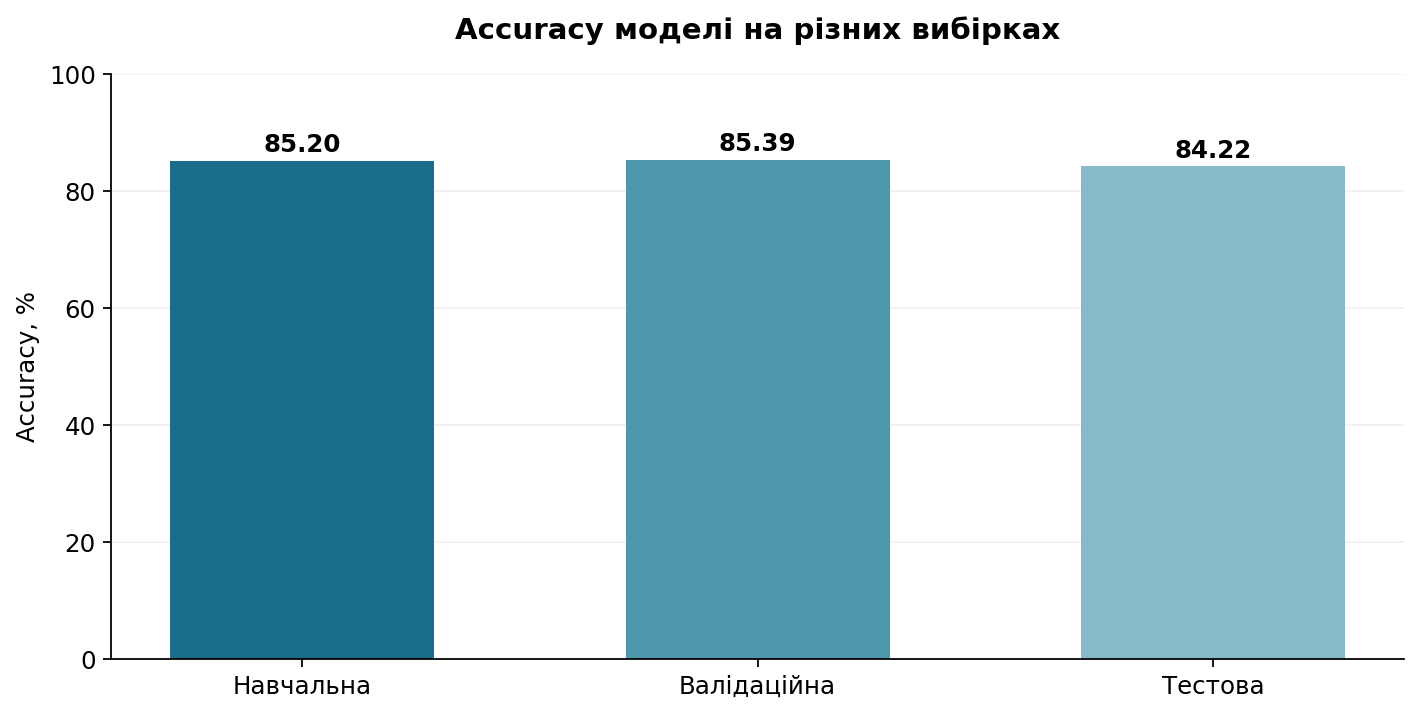 Accuracy моделі на різних вибірках
Accuracy, %
100
80
60
40
20
0
85.20
85.39
84.22
Навчальна
Валідаційна
Тестова